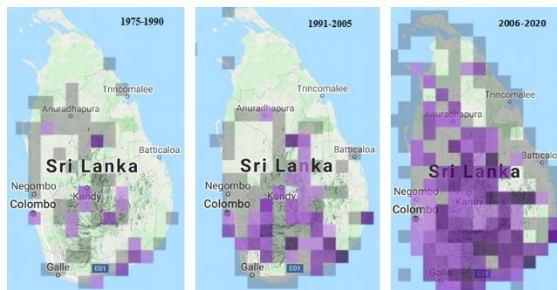 1975-1990
Trincomalee
Anuradhapura
Sri Lanka
Batticaloa
Negombo
Kandy
Colombo
Galle
E01
1991-2005
Trincomalee
Anuradhapura
Sri Lanka
Batticaloa
Negombo
Kandy
Colombo
Galle
E01
2006-2020
Trincomalee
Anuradhapura
Sri Lanka
Batticaloa
Negombo
Kandy
Colombo
Galle
E01